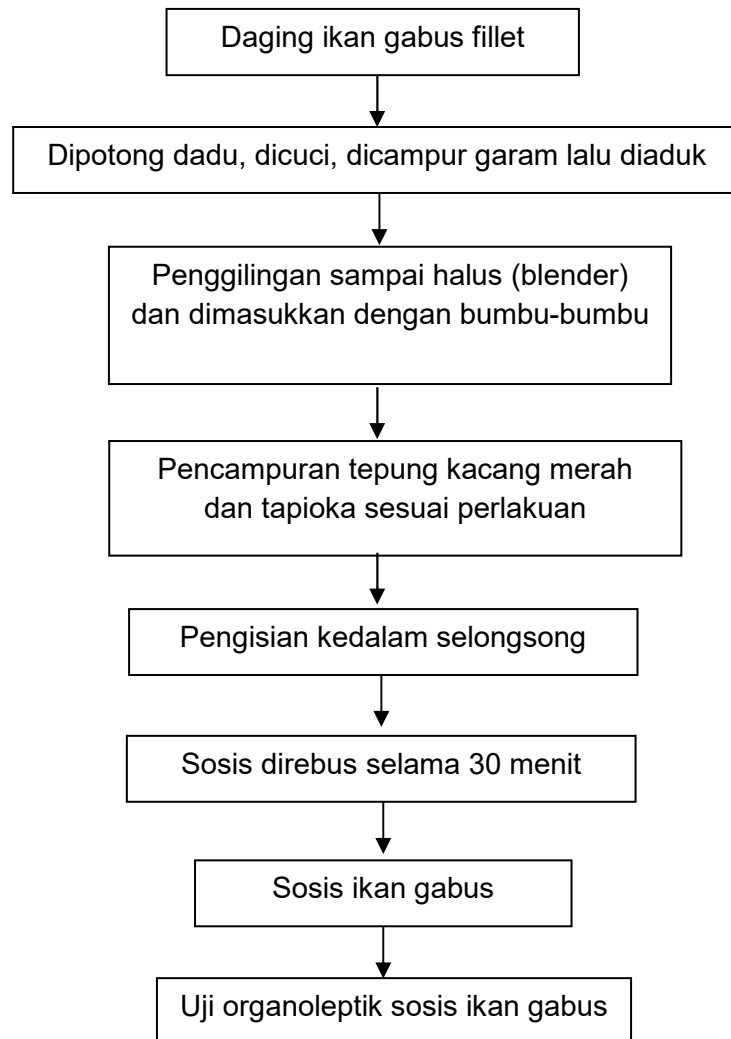 Daging ikan gabus fillet
Dipotong dadu, dicuci, dicampur garam lalu diaduk
Penggilingan sampai halus (blender)
dan dimasukkan dengan bumbu-bumbu
Pencampuran tepung kacang merah
dan tapioka sesuai perlakuan
Pengisian kedalam selongsong
Sosis direbus selama 30 menit
Sosis ikan gabus
Uji organoleptik sosis ikan gabus